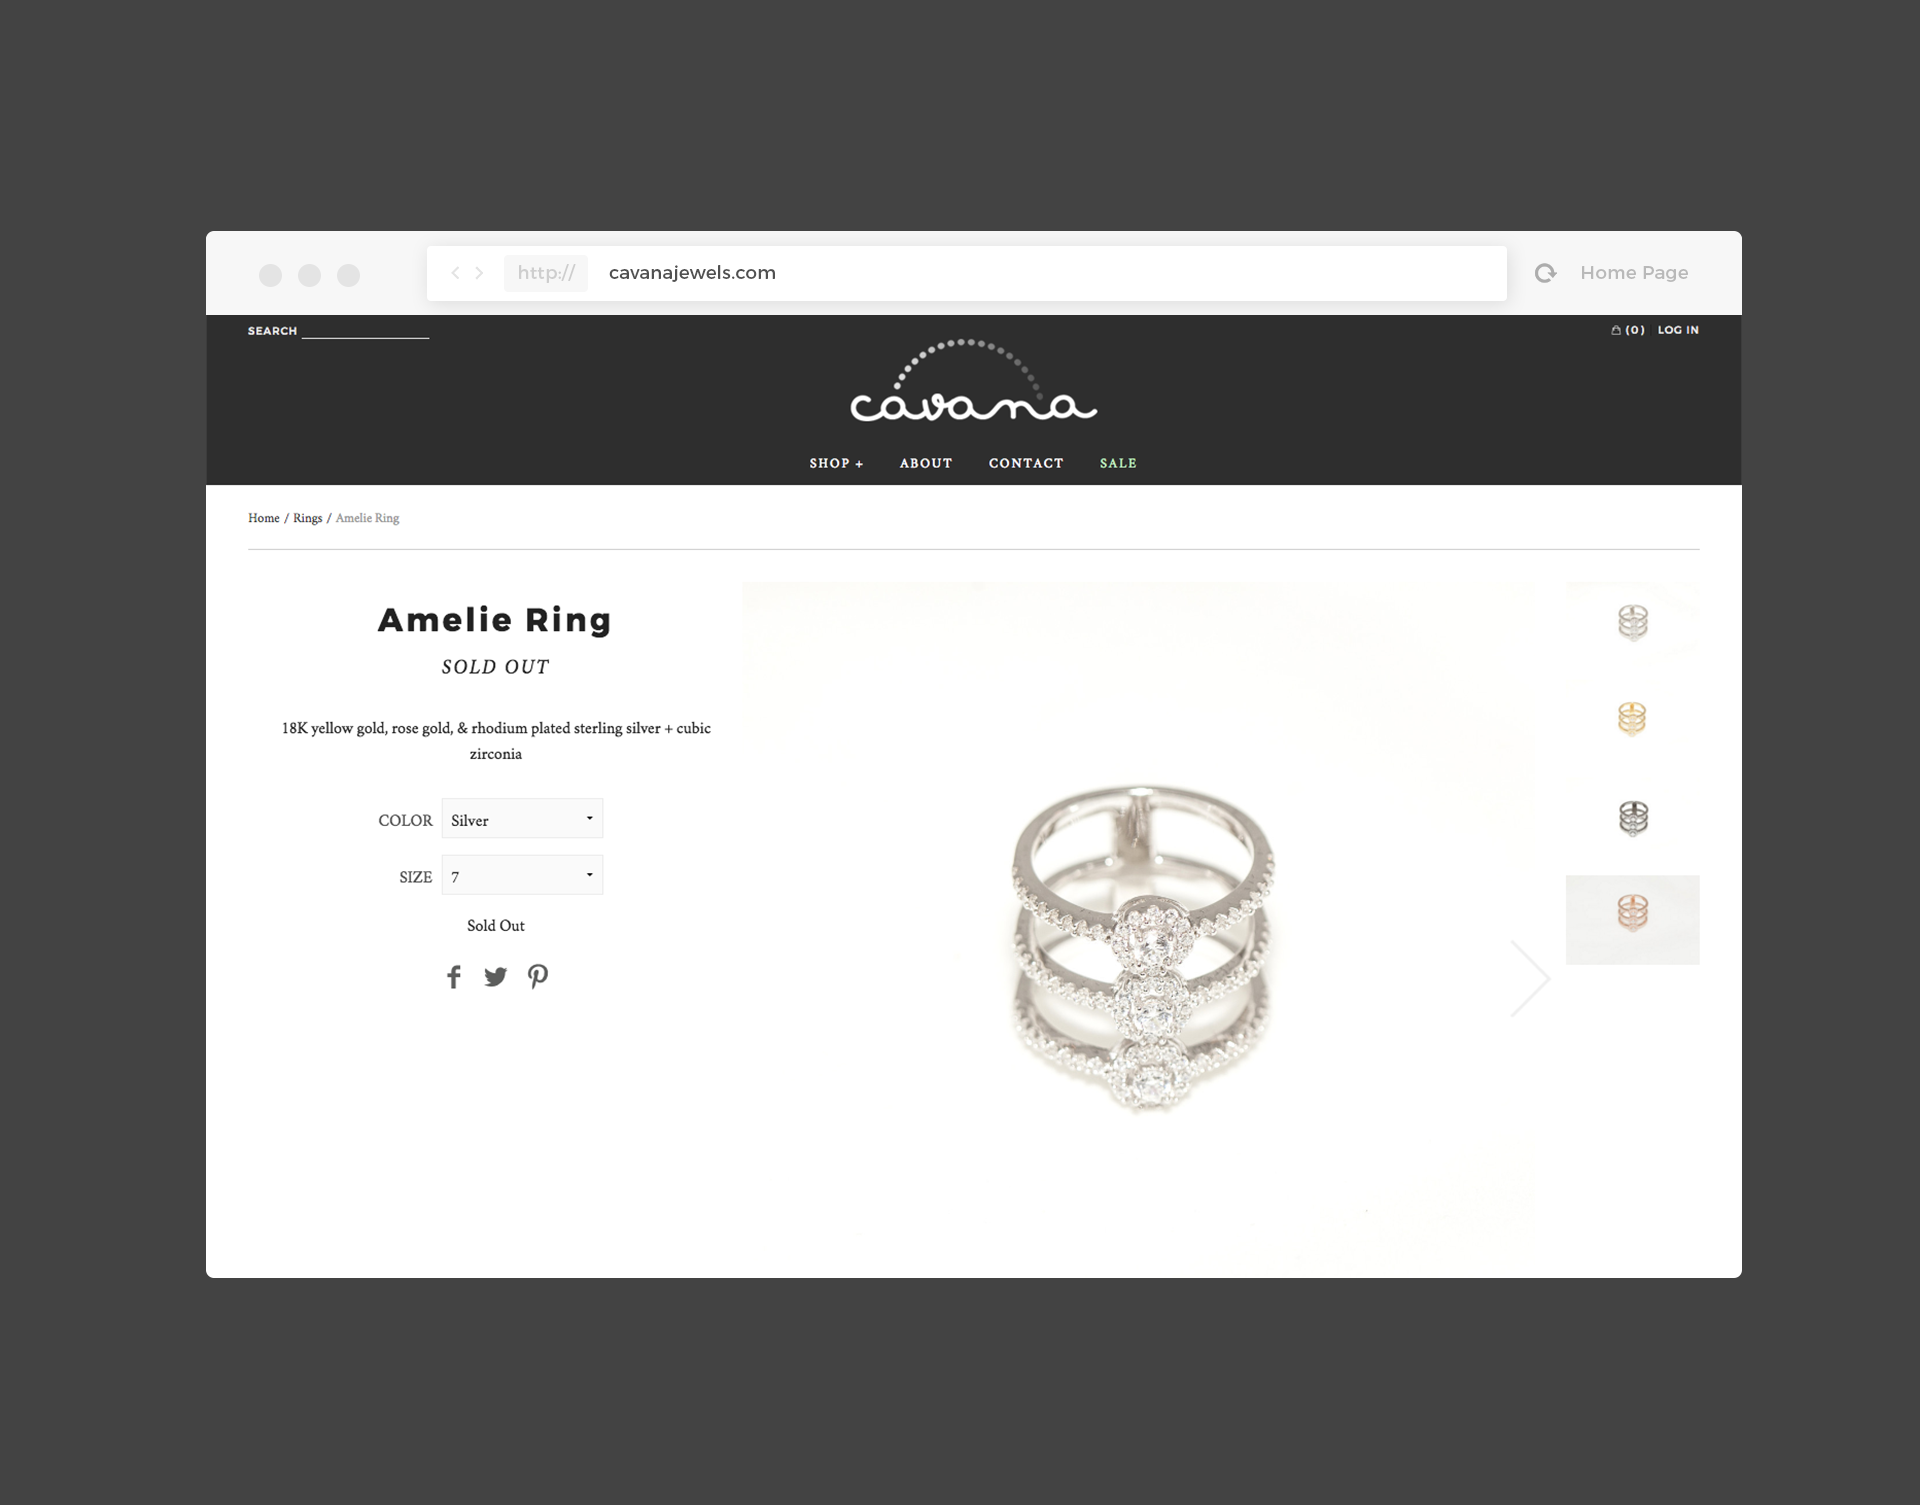 http:// cavanajewels.com Home Page
SEARCH
(0) LOG IN
cavana
SHOP + ABOUT CONTACT SALE
Home / Rings / Amelie Ring
Amelie Ring
SOLD OUT
18K yellow gold, rose gold, & rhodium plated sterling silver + cubic
zirconia
COLOR Silver
SIZE 7
Sold Out